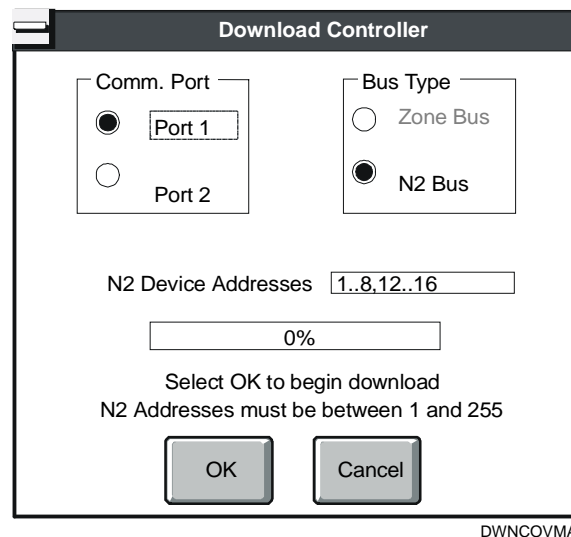 Download Controller
Comm. Port
Bus Type
Port 1
Zone Bus
Port 2
N2 Bus
N2 Device Addresses 1..8,12..16
0%
Select OK to begin download
N2 Addresses must be between 1 and 255
OK
Cancel
DWNCOVMA